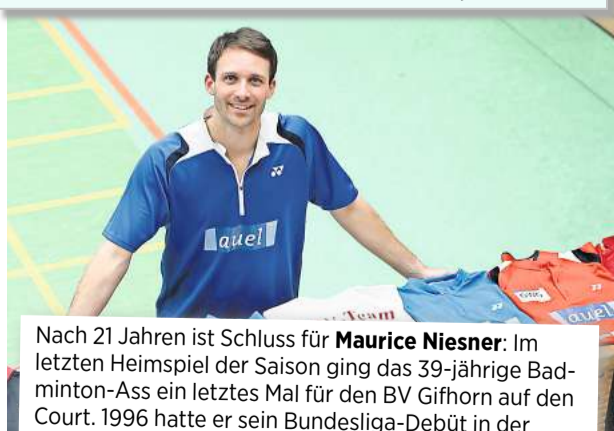 auel
Team
auel
Nach 21 Jahren ist Schluss für Maurice Niesner: Im
letzten Heimspiel der Saison ging das 39-jährige Bad-
minton-Ass ein letztes Mal für den BV Gifhorn auf den
Court. 1996 hatte er sein Bundesliga-Debüt in der